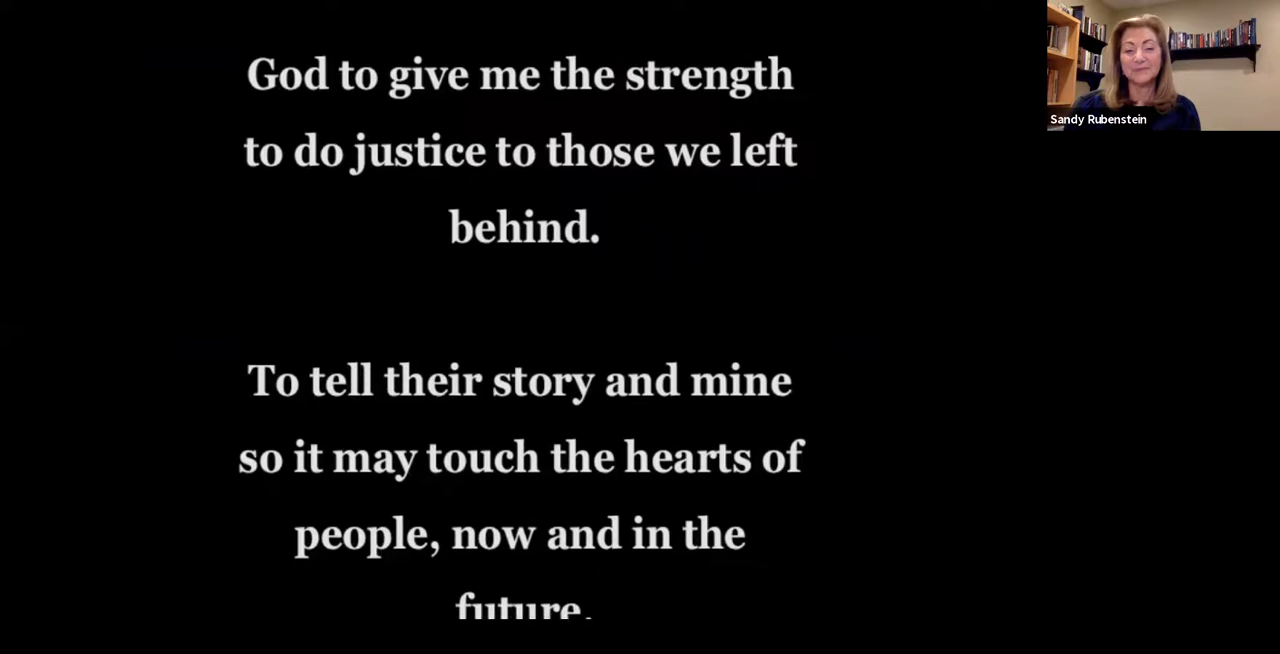 God to give me the strength
to do justice to those we left
behind.
To tell their story and mine
so it may touch the hearts of
people, now and in the
future.
Sandy Rubenstein